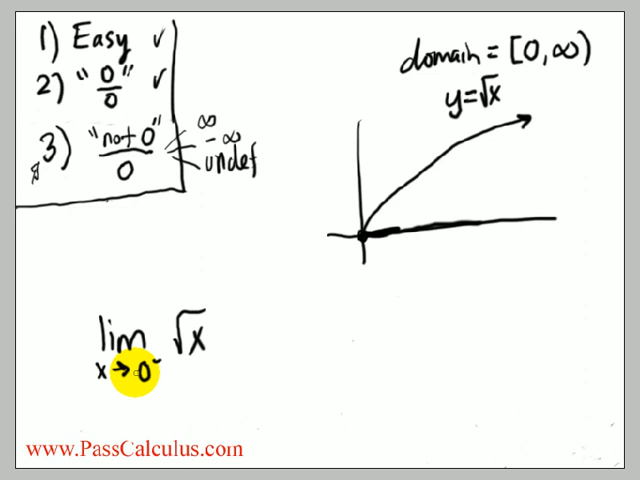 1) Easy ✓
2) "0/0" ✓
3) "not 0"/0 ∞
-∞
undef
domain = [0, ∞)
y=√x
lim √x
x→0⁻
www.PassCalculus.com